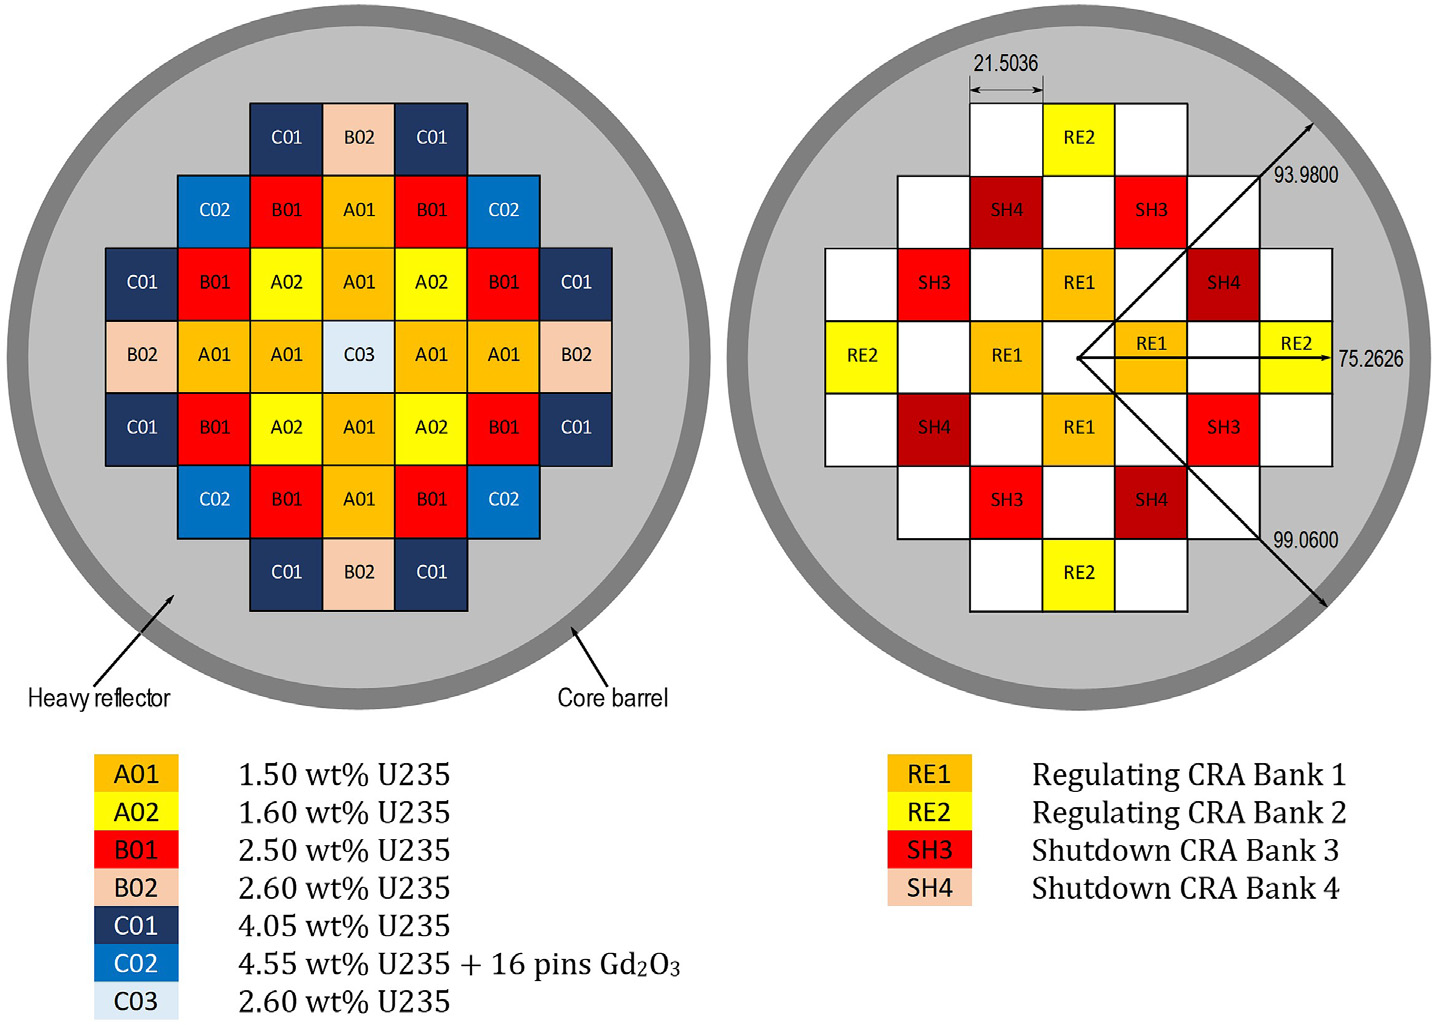 C01 B02 C01
C02 B01 A01 B01 C02
C01 B01 A02 A01 A02 B01 C01
B02 A01 A01 C03 A01 A01 B02
C01 B01 A02 A01 A02 B01 C01
C02 B01 A01 B01 C02
C01 B02 C01
Heavy reflector
Core barrel
21.5036
RE2
93.9800
SH4 SH3
SH3 RE1 SH4
RE2 RE1 RE1 RE2
75.2626
SH4 RE1 SH3
SH3 SH4
99.0600
RE2
A01 1.50 wt% U235
A02 1.60 wt% U235
B01 2.50 wt% U235
B02 2.60 wt% U235
C01 4.05 wt% U235
C02 4.55 wt% U235 + 16 pins Gd₂O₃
C03 2.60 wt% U235
RE1 Regulating CRA Bank 1
RE2 Regulating CRA Bank 2
SH3 Shutdown CRA Bank 3
SH4 Shutdown CRA Bank 4